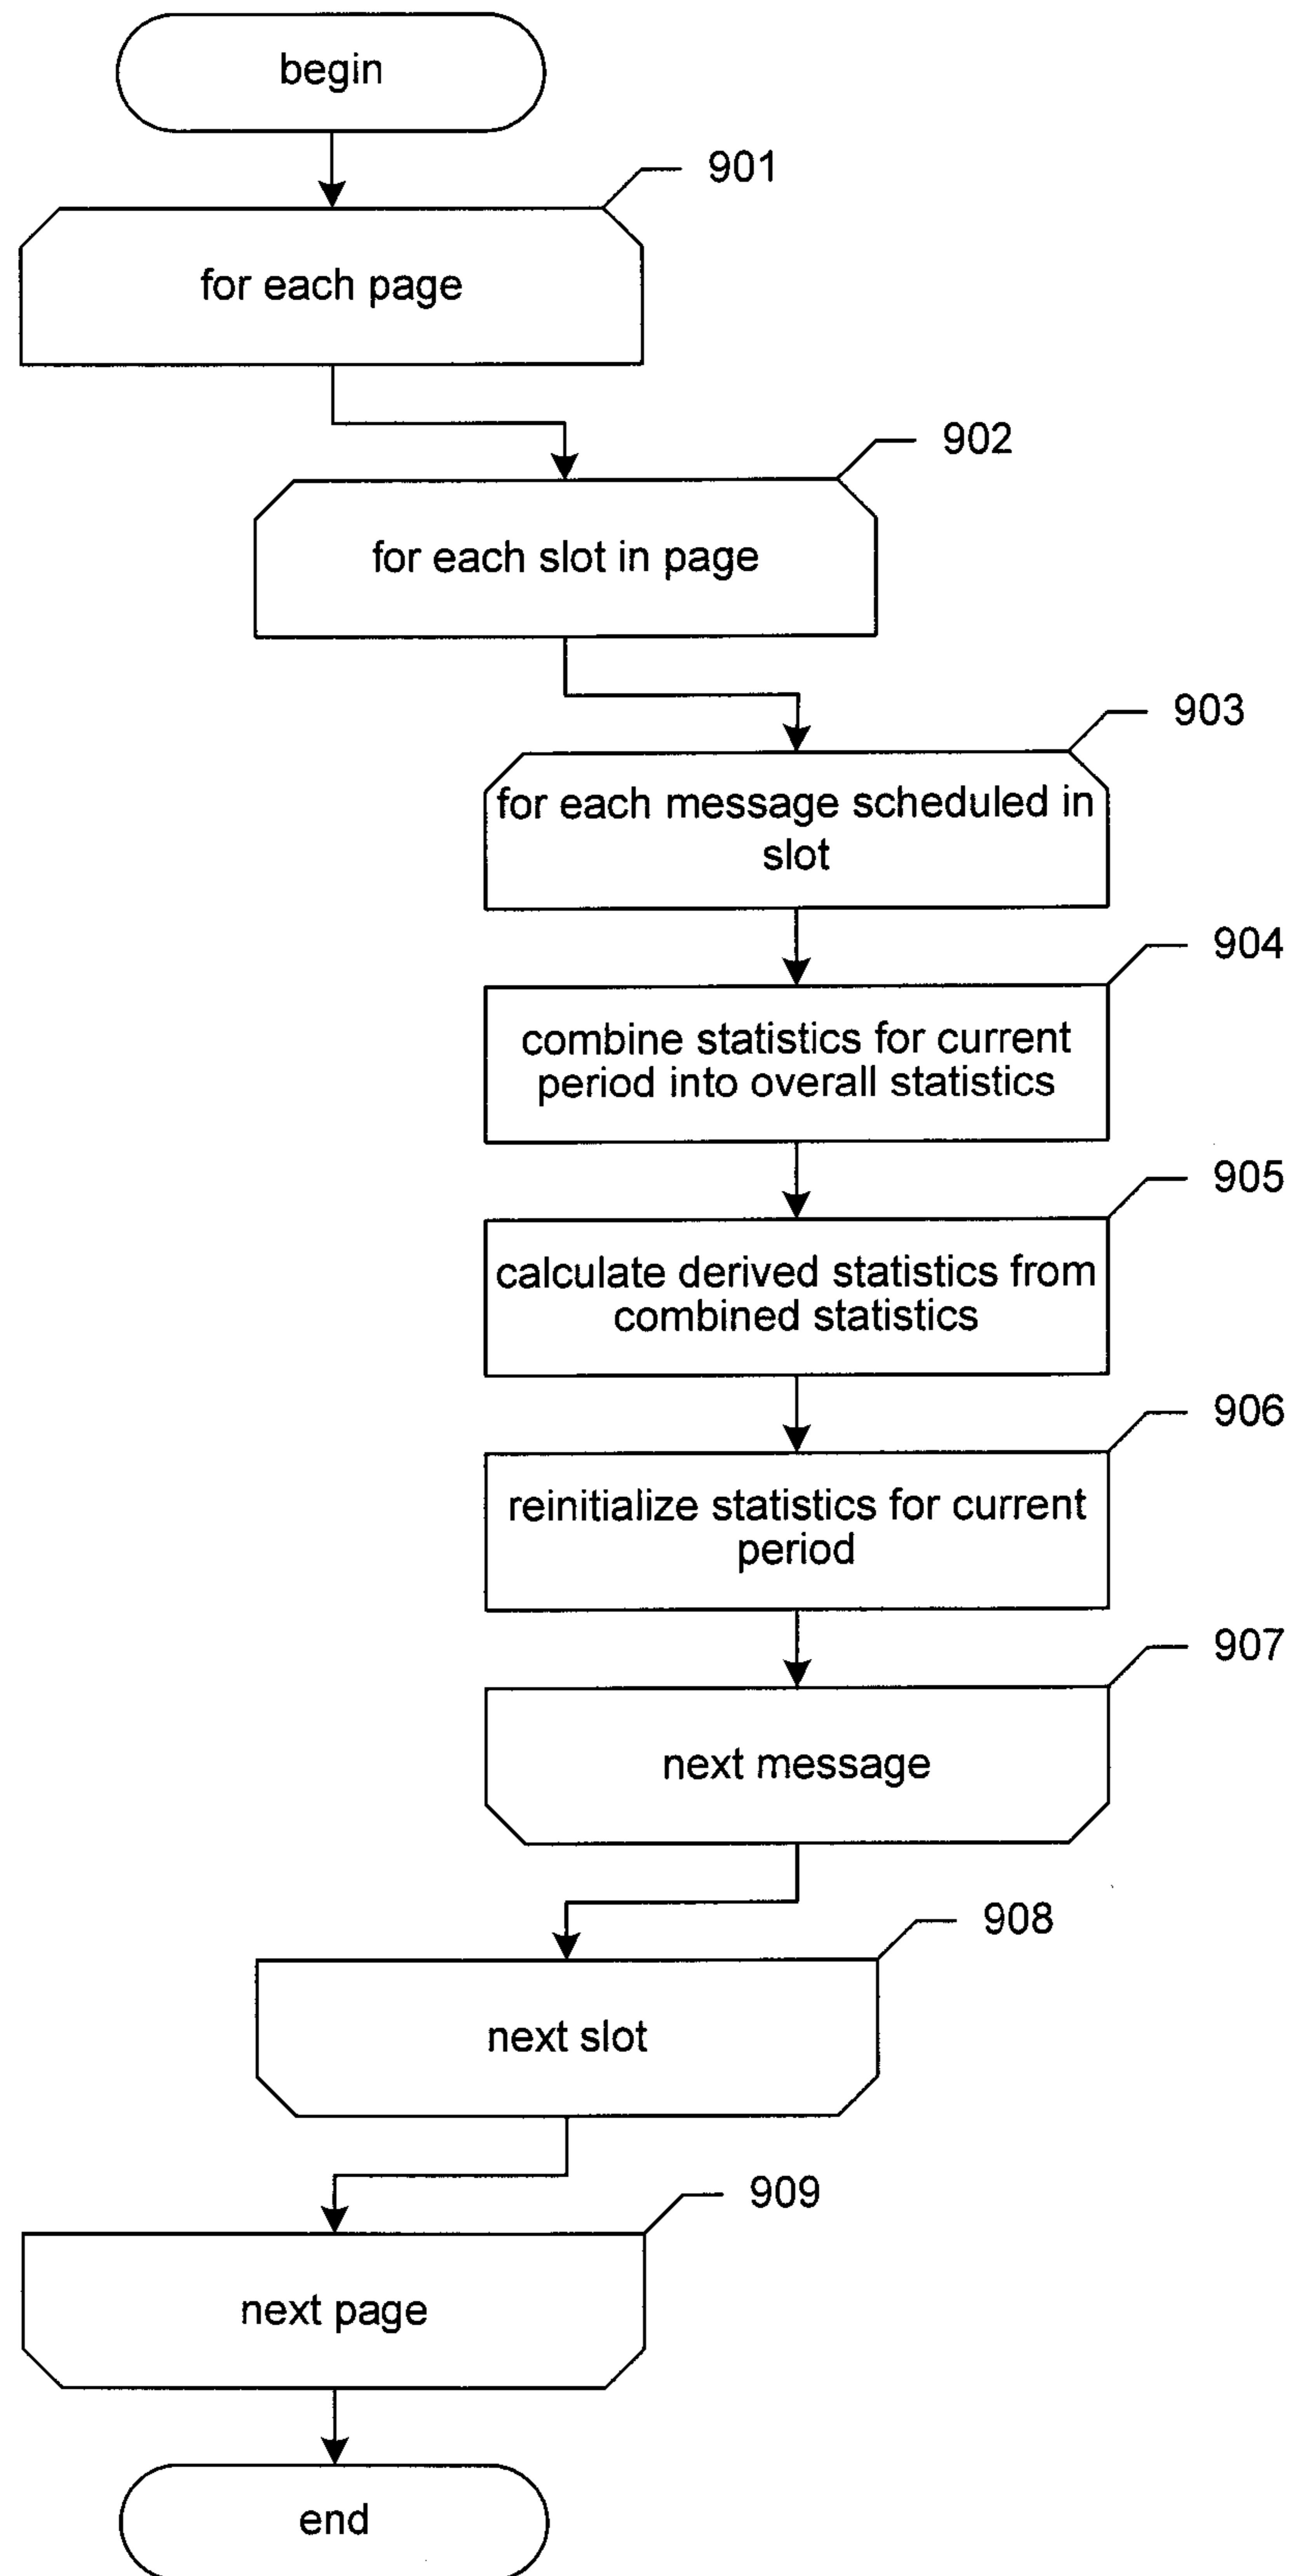 begin
901
for each page
902
for each slot in page
903
for each message scheduled in
slot
904
combine statistics for current
period into overall statistics
905
calculate derived statistics from
combined statistics
906
reinitialize statistics for current
period
907
next message
908
next slot
909
next page
end